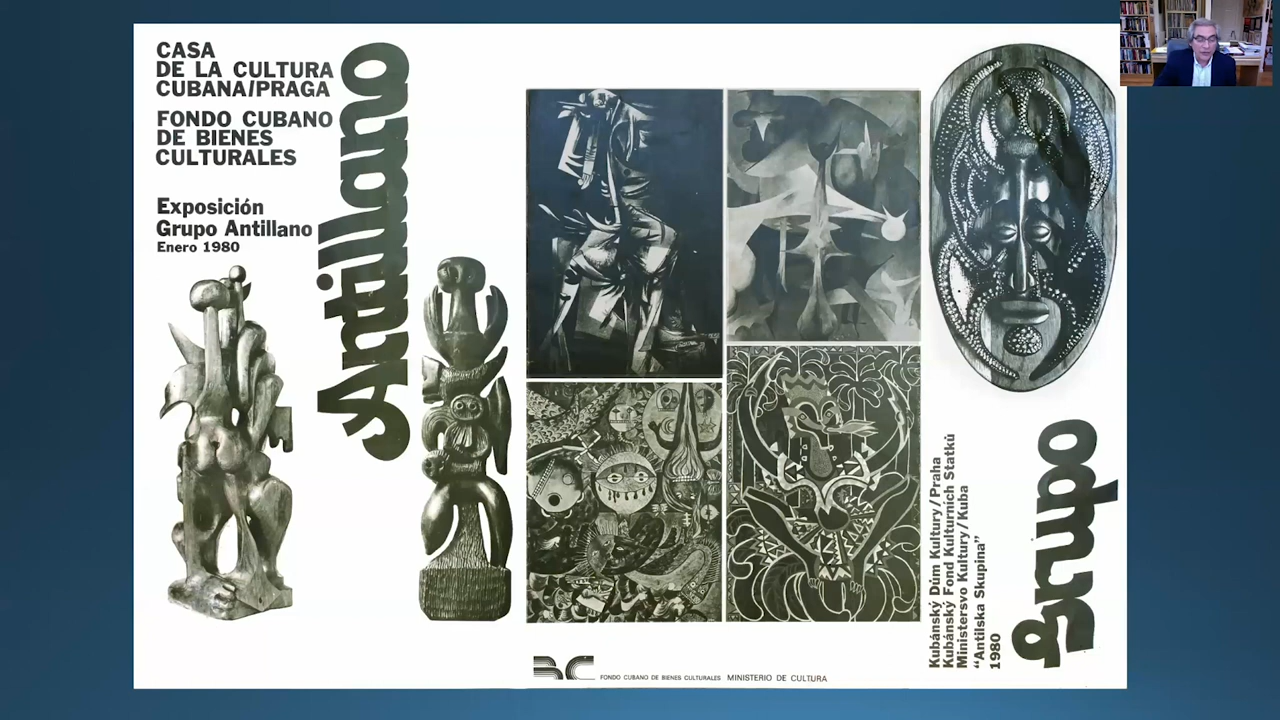 CASA
DE LA CULTURA
CUBANA/PRAGA
FONDO CUBANO
DE BIENES
CULTURALES
Exposición
Grupo Antillano
Enero 1980
Antillano
grupo
Kubánský Dům Kultury/Praha
Kubánský Fond Kulturních Statků
Ministersvo Kultury/Kuba
“Antilska Skupina”
1980
BC
FONDO CUBANO DE BIENES CULTURALES MINISTERIO DE CULTURA